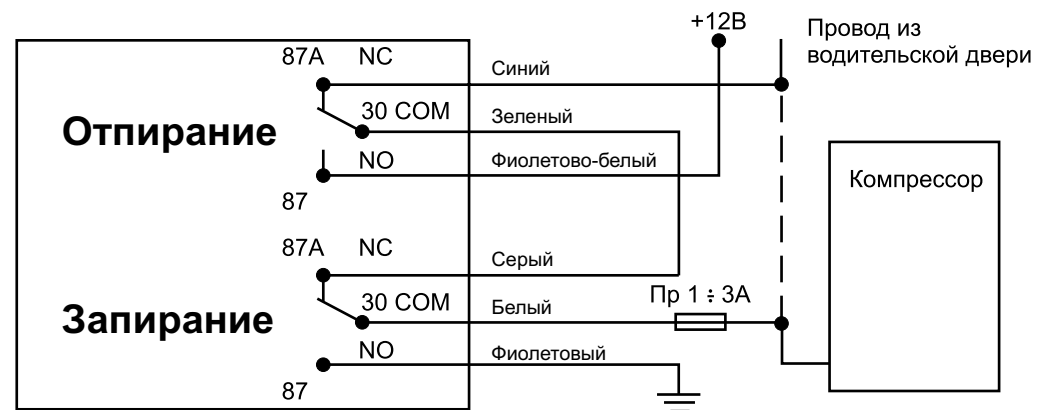 +12В
Провод из
водительской двери
87A NC
Синий
30 COM
Зеленый
Отпирание
NO
Фиолетово-белый
87
Компрессор
87A NC
Серый
30 COM
Белый
Пр 1 ÷ 3А
Запирание
NO
Фиолетовый
87